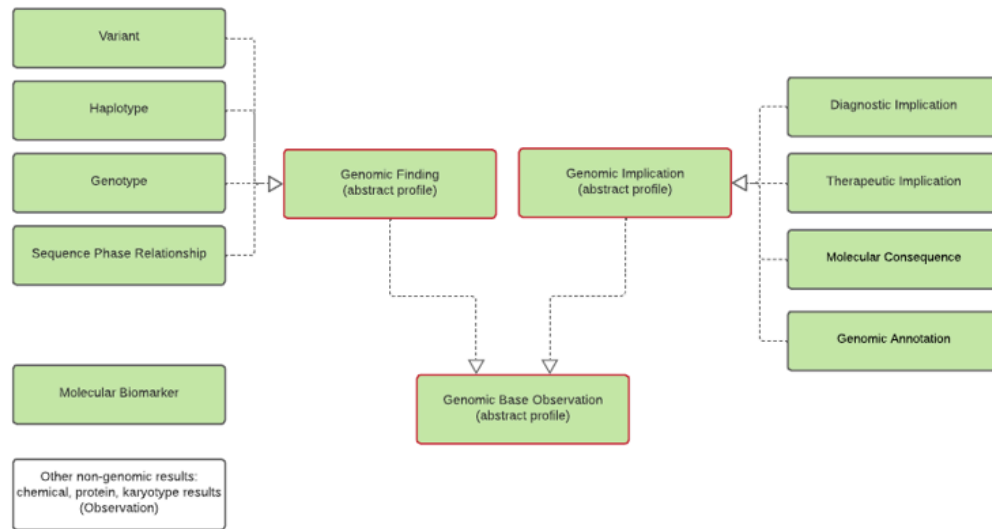 Variant
Haplotype
Genotype
Sequence Phase Relationship
Genomic Finding
(abstract profile)
Genomic Implication
(abstract profile)
Diagnostic Implication
Therapeutic Implication
Molecular Consequence
Genomic Annotation
Molecular Biomarker
Genomic Base Observation
(abstract profile)
Other non-genomic results:
chemical, protein, karyotype results
(Observation)